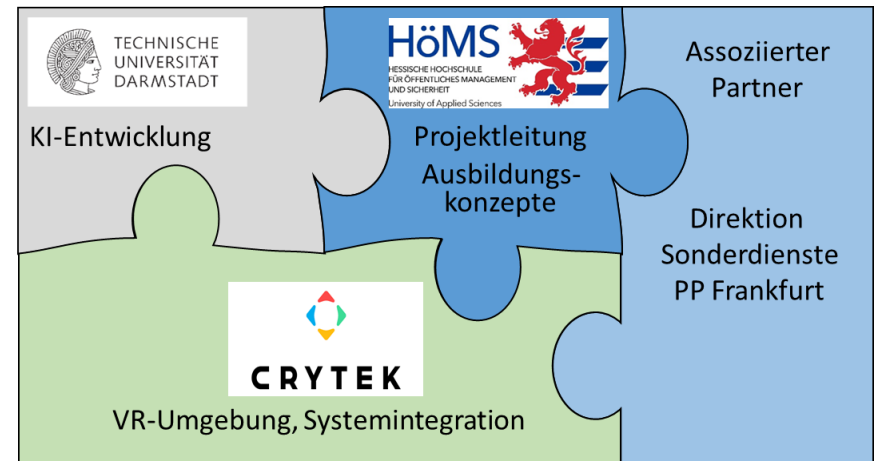 TECHNISCHE
UNIVERSITÄT
DARMSTADT
KI-Entwicklung
HöMS
HESSISCHE HOCHSCHULE
FÜR ÖFFENTLICHES MANAGEMENT
UND SICHERHEIT
University of Applied Sciences
Projektleitung
Ausbildungs-
konzepte
Assoziierter
Partner
Direktion
Sonderdienste
PP Frankfurt
CRYTEK
VR-Umgebung, Systemintegration